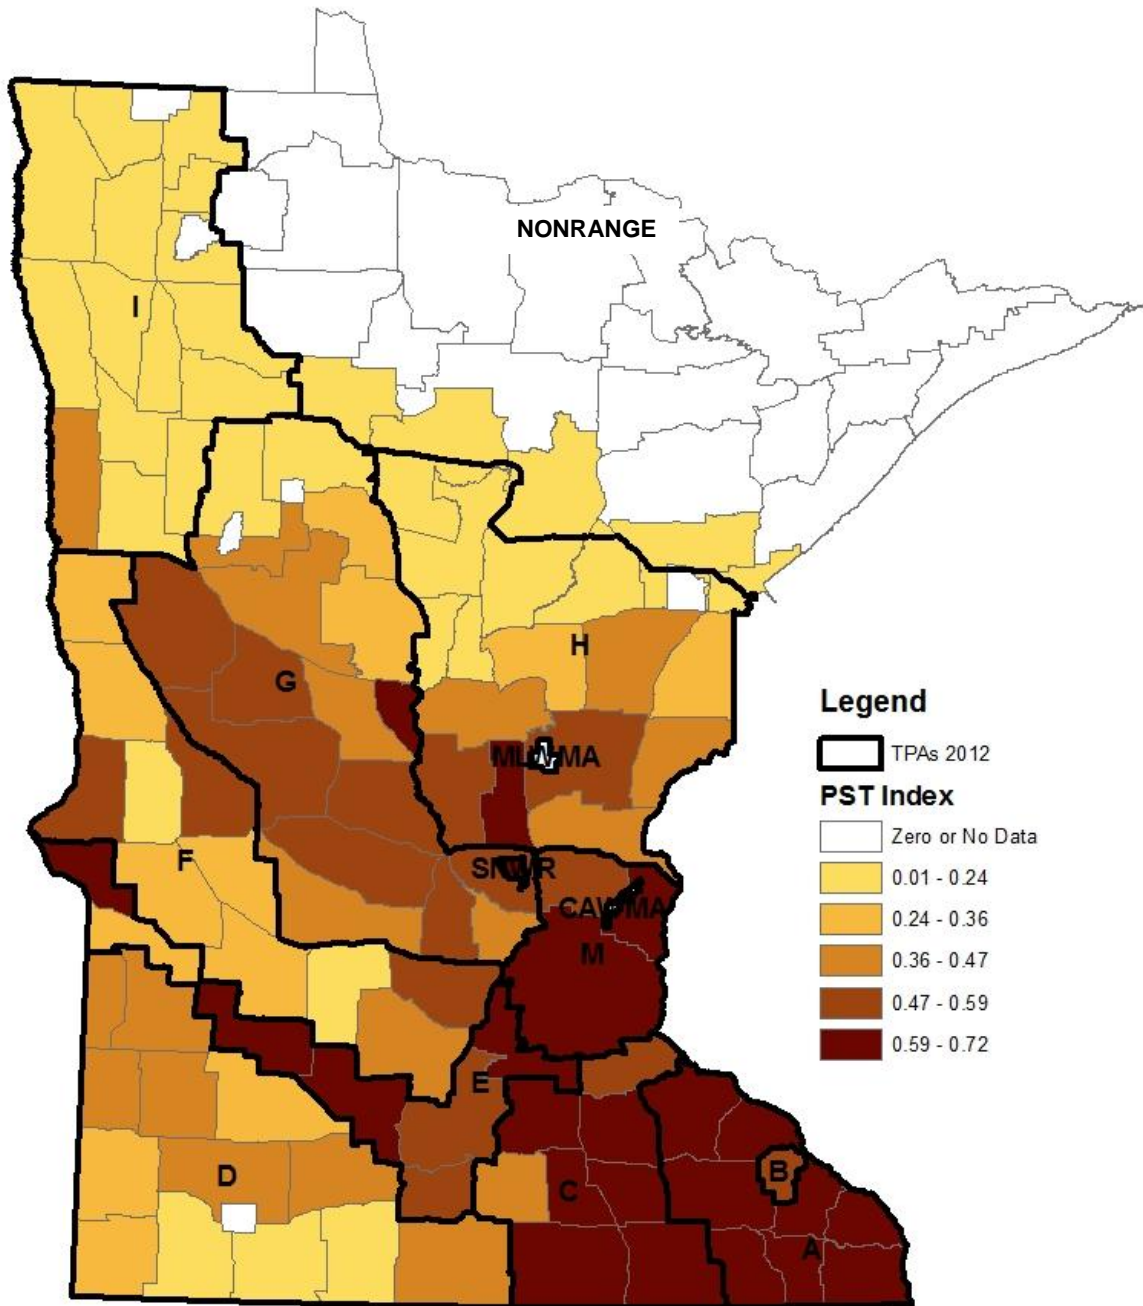 NONRANGE
I
H
G
Legend
MLWMA
TPAs 2012
PST Index
Zero or No Data
F
SNWR
0.01 - 0.24
CAWMA
0.24 - 0.36
M
0.36 - 0.47
0.47 - 0.59
0.59 - 0.72
E
B
D
C
A